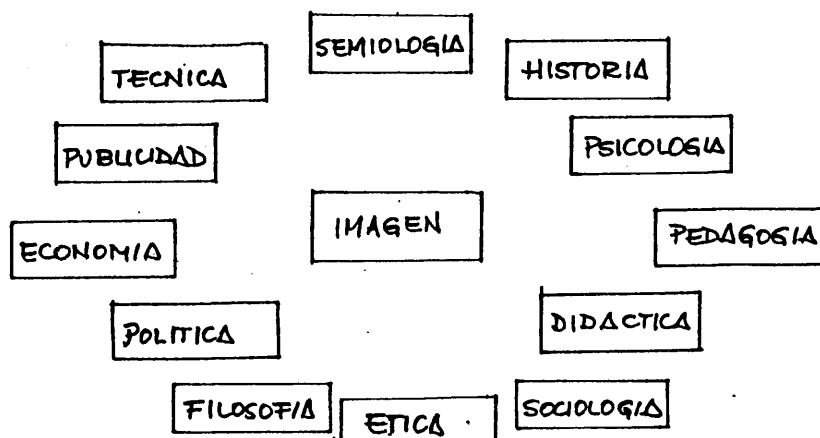 SEMIOLOGIA
TECNICA
HISTORIA
PUBLICIDAD
PSICOLOGIA
IMAGEN
ECONOMIA
PEDAGOGIA
POLITICA
DIDACTICA
FILOSOFIA
ETICA
SOCIOLOGIA